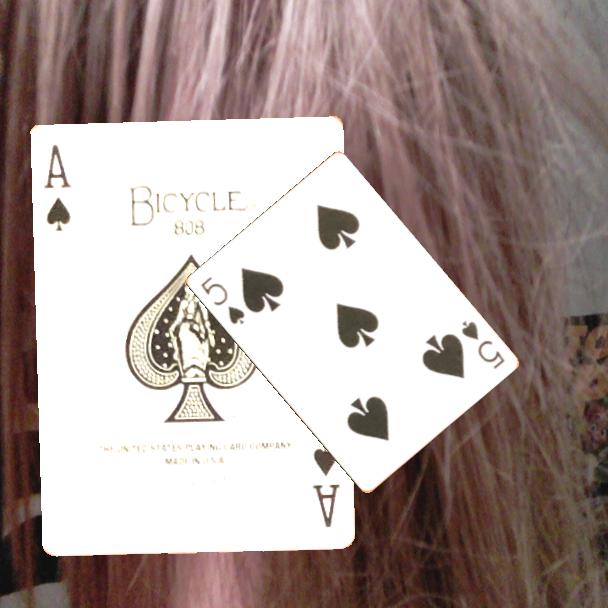 A
BICYCLE
808
5
5
THE UNITED STATES PLAYING CARD COMPANY
MADE IN U.S.A.
A